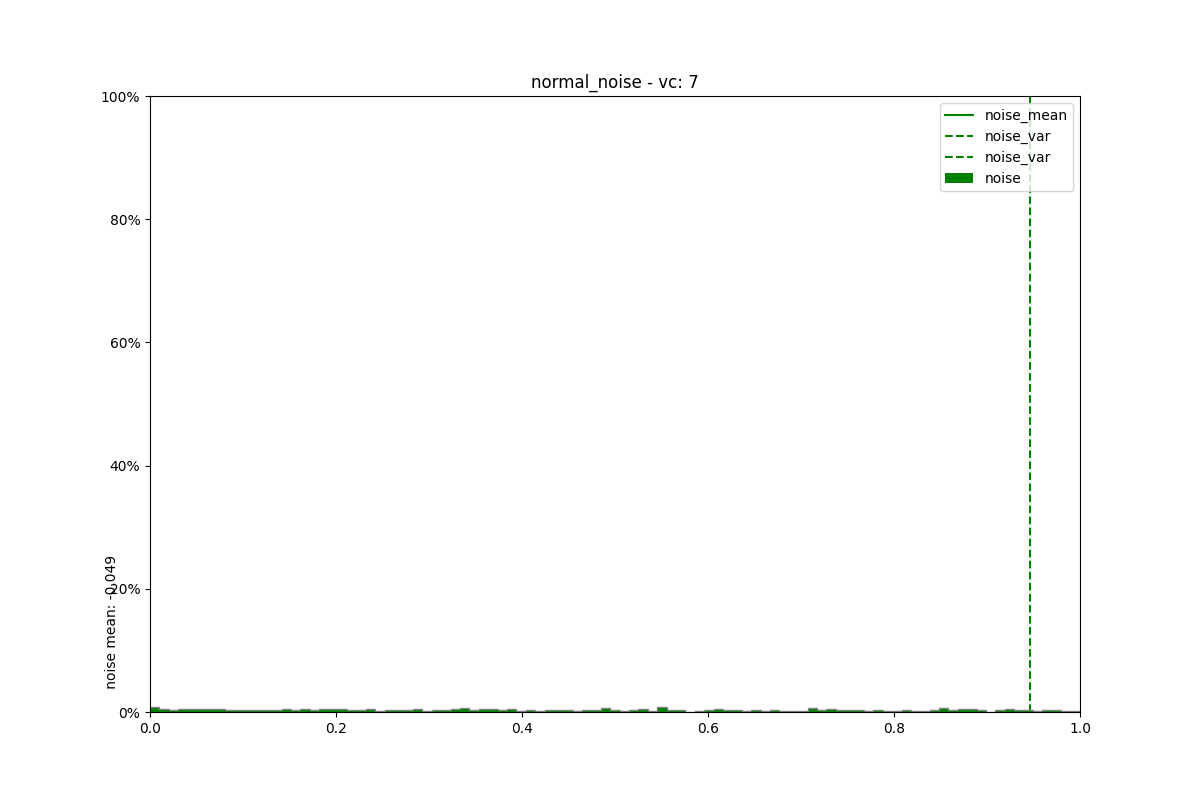 normal_noise - vc: 7
100%
80%
60%
40%
20%
0%
noise mean: -0.049
noise_mean
noise_var
noise_var
noise
0.0 0.2 0.4 0.6 0.8 1.0